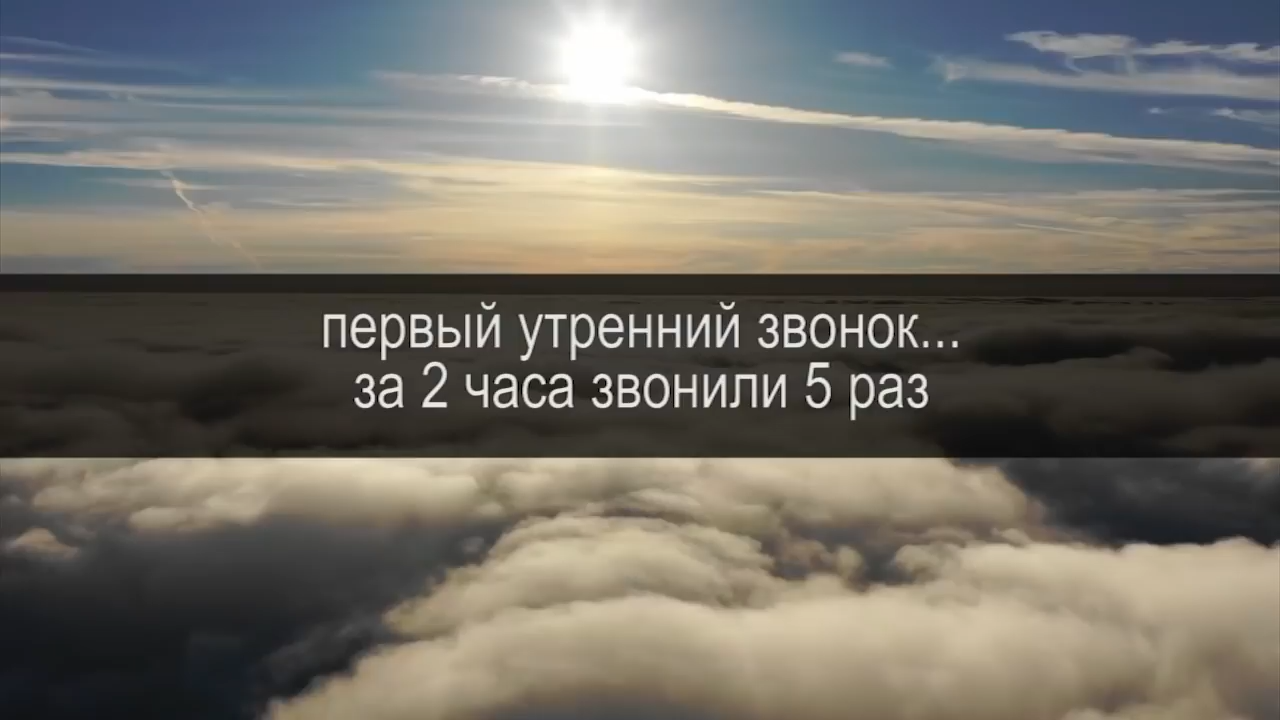 первый утренний звонок...
за 2 часа звонили 5 раз